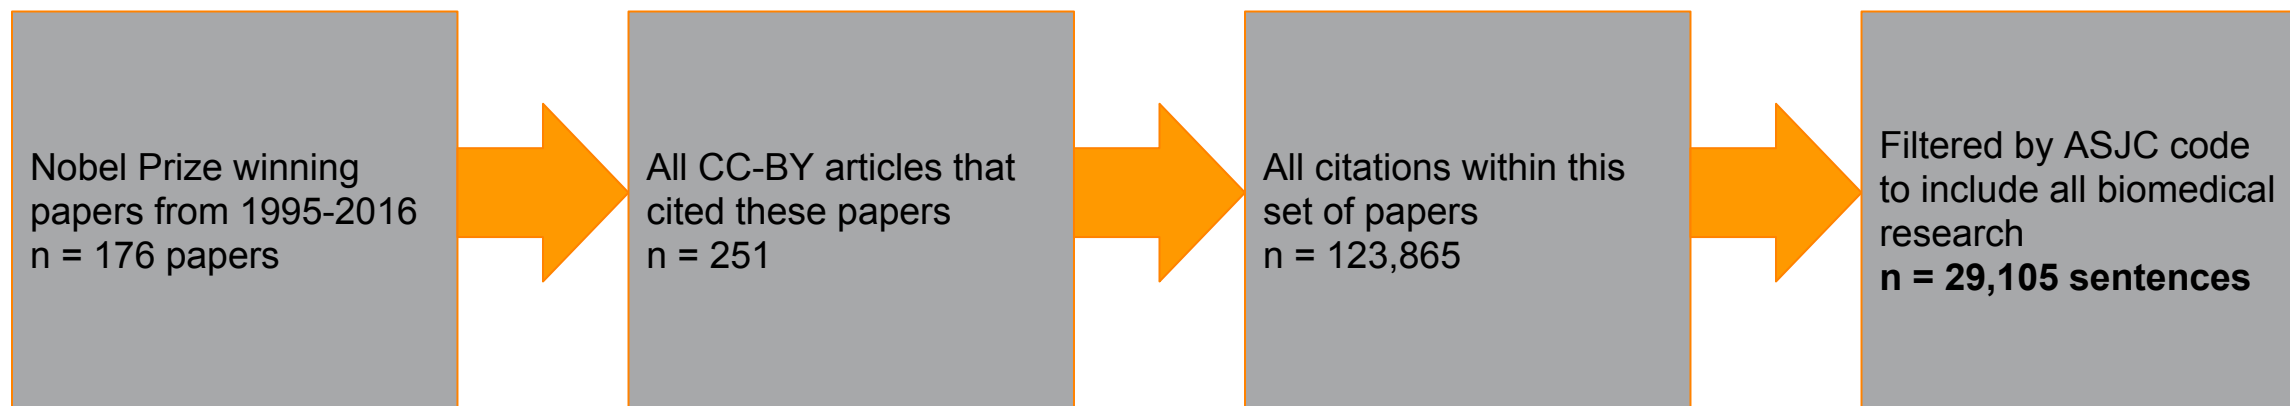 Nobel Prize winning
papers from 1995-2016
n = 176 papers
All CC-BY articles that
cited these papers
n = 251
All citations within this
set of papers
n = 123,865
Filtered by ASJC code
to include all biomedical
research
n = 29,105 sentences